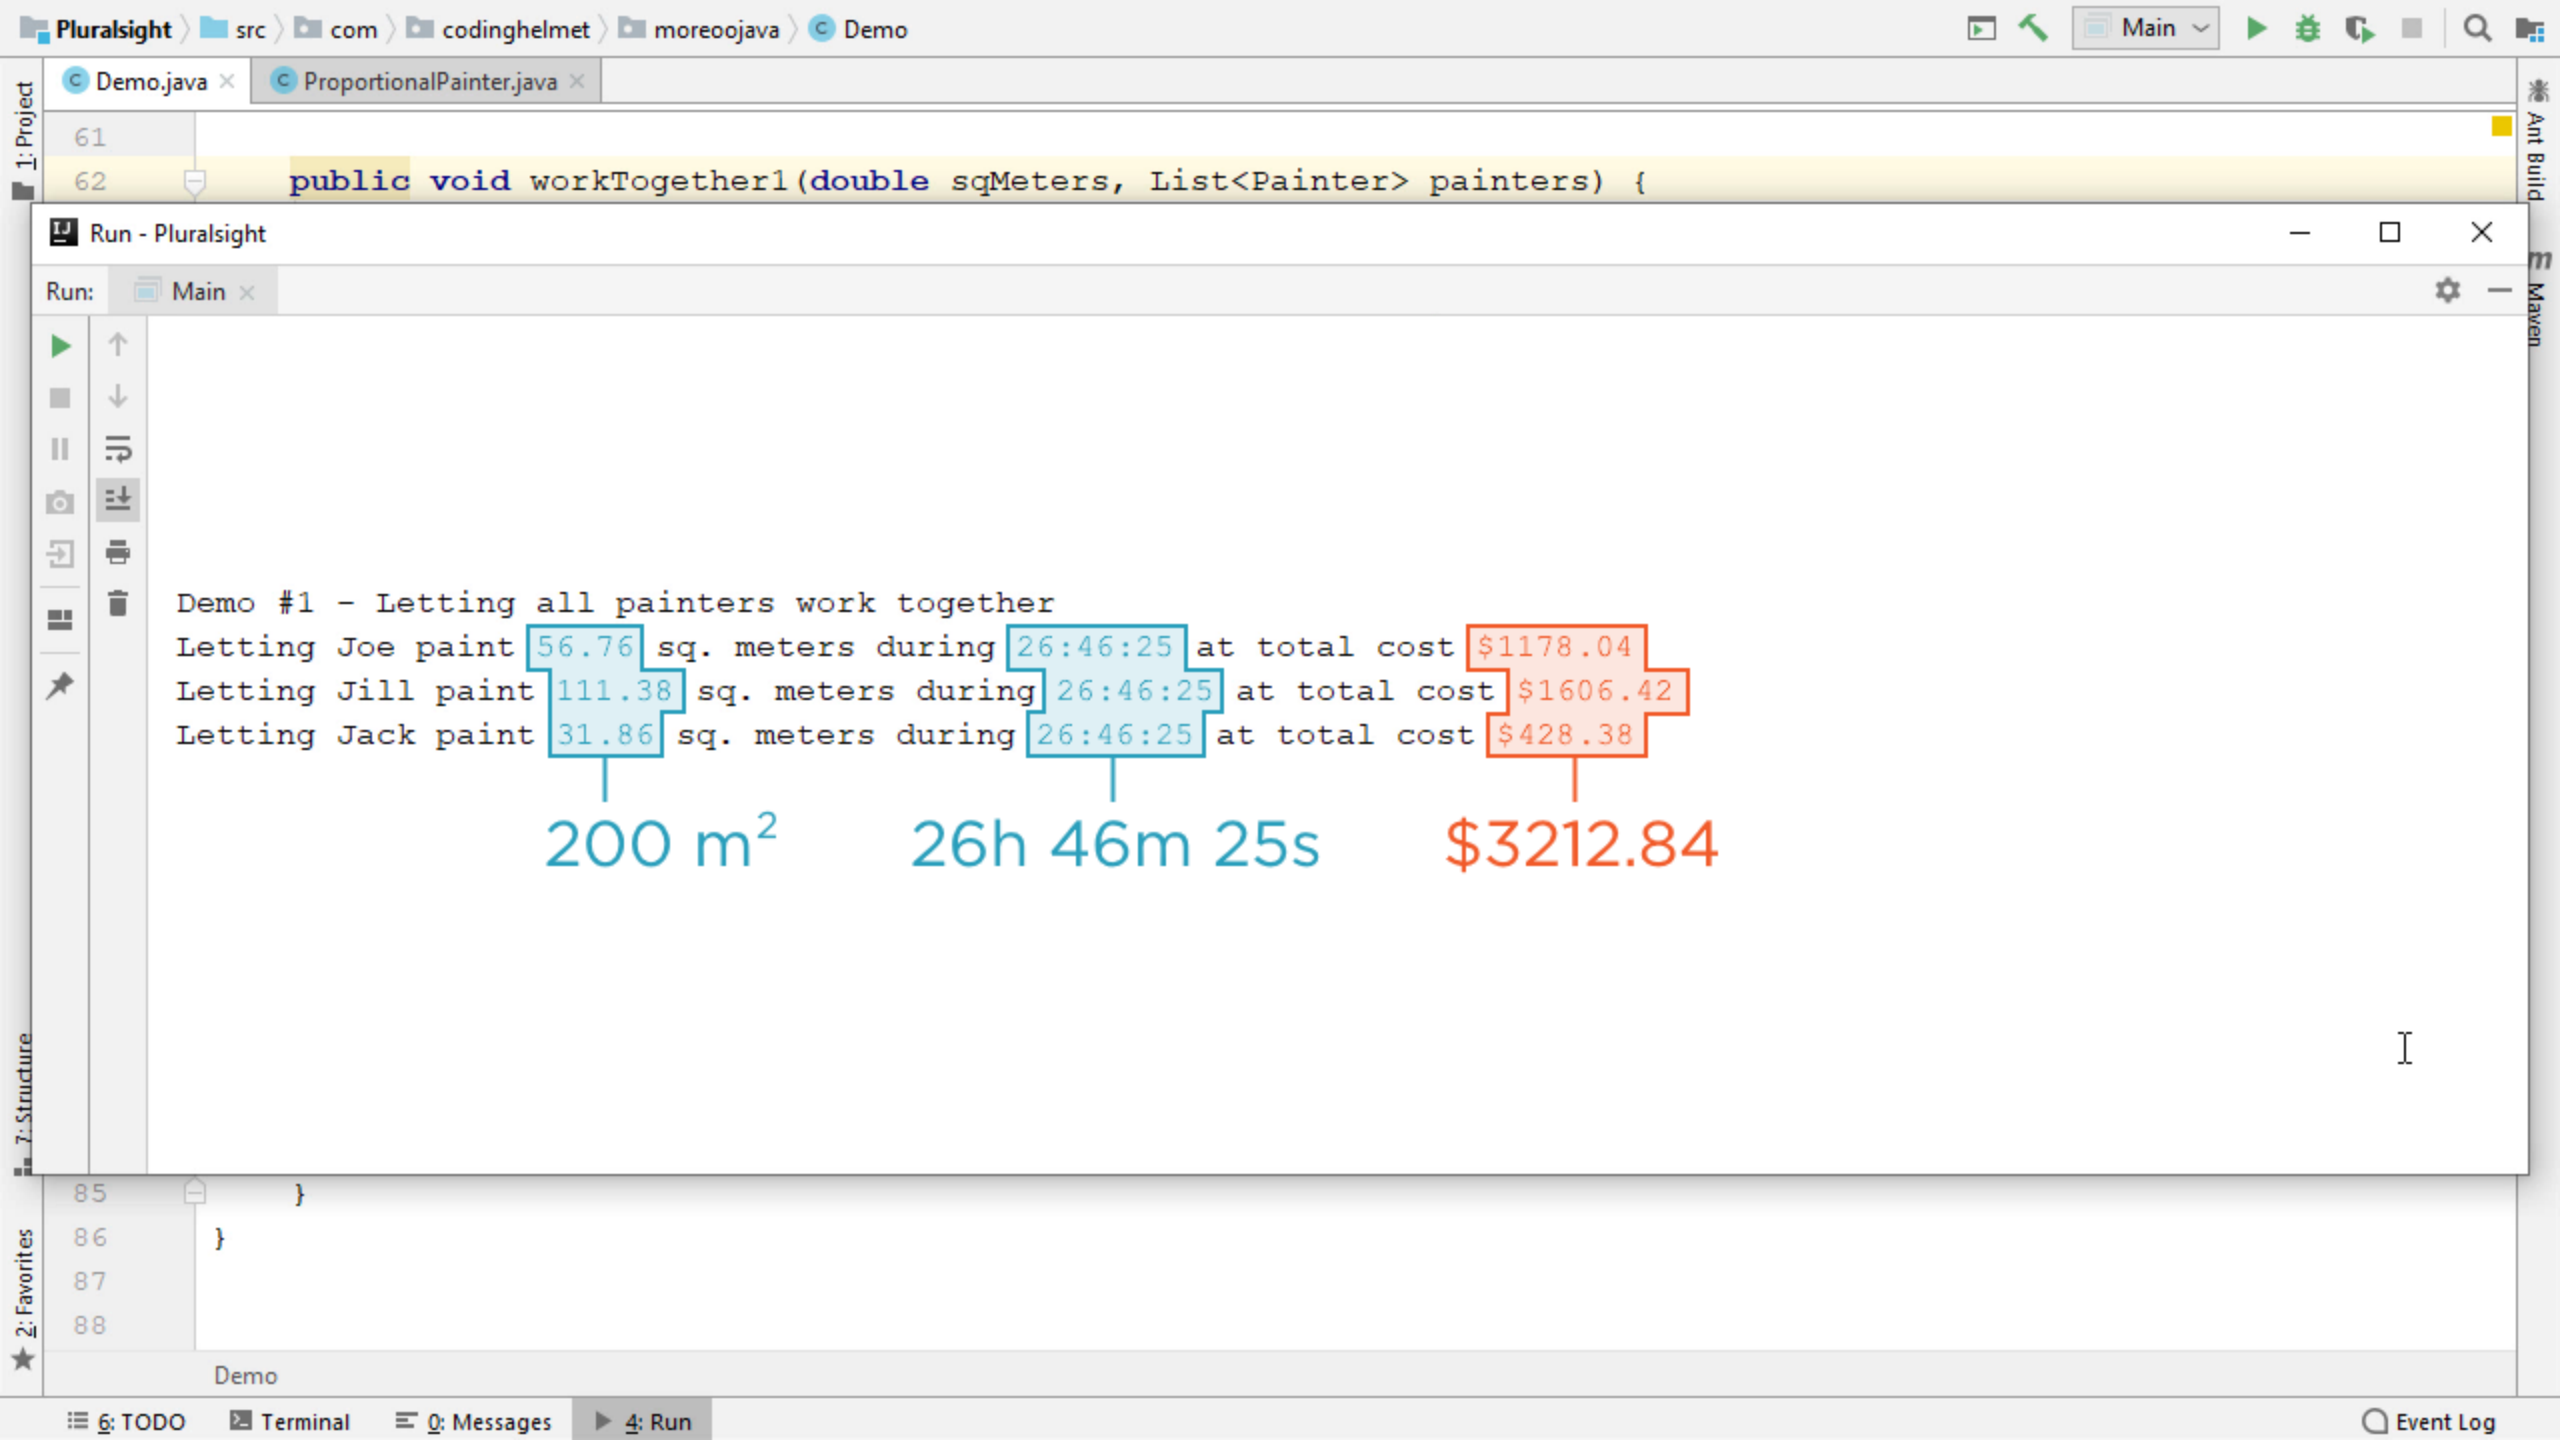 Pluralsight src com codinghelmet moreoojava Demo Main
Demo.java ProportionalPainter.java
1: Project
Ant Build
61
62 public void workTogether1(double sqMeters, List<Painter> painters) {
Run - Pluralsight
m Maven
Run: Main
Demo #1 - Letting all painters work together
Letting Joe paint 56.76 sq. meters during 26:46:25 at total cost $1178.04
Letting Jill paint 111.38 sq. meters during 26:46:25 at total cost $1606.42
Letting Jack paint 31.86 sq. meters during 26:46:25 at total cost $428.38
200 m² 26h 46m 25s $3212.84
7: Structure
85 }
86 }
2: Favorites
87
88
Demo
6: TODO Terminal 0: Messages 4: Run Event Log